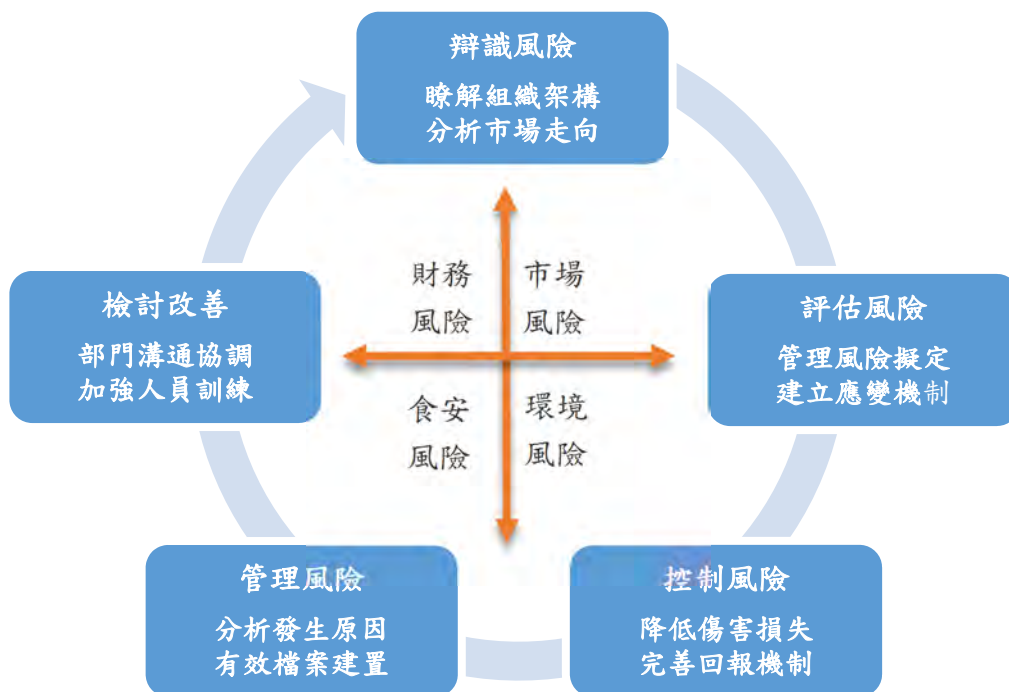 辯識風險
瞭解組織架構
分析市場走向
財務
風險
市場
風險
食安
風險
環境
風險
評估風險
管理風險擬定
建立應變機制
控制風險
降低傷害損失
完善回報機制
管理風險
分析發生原因
有效檔案建置
檢討改善
部門溝通協調
加強人員訓練